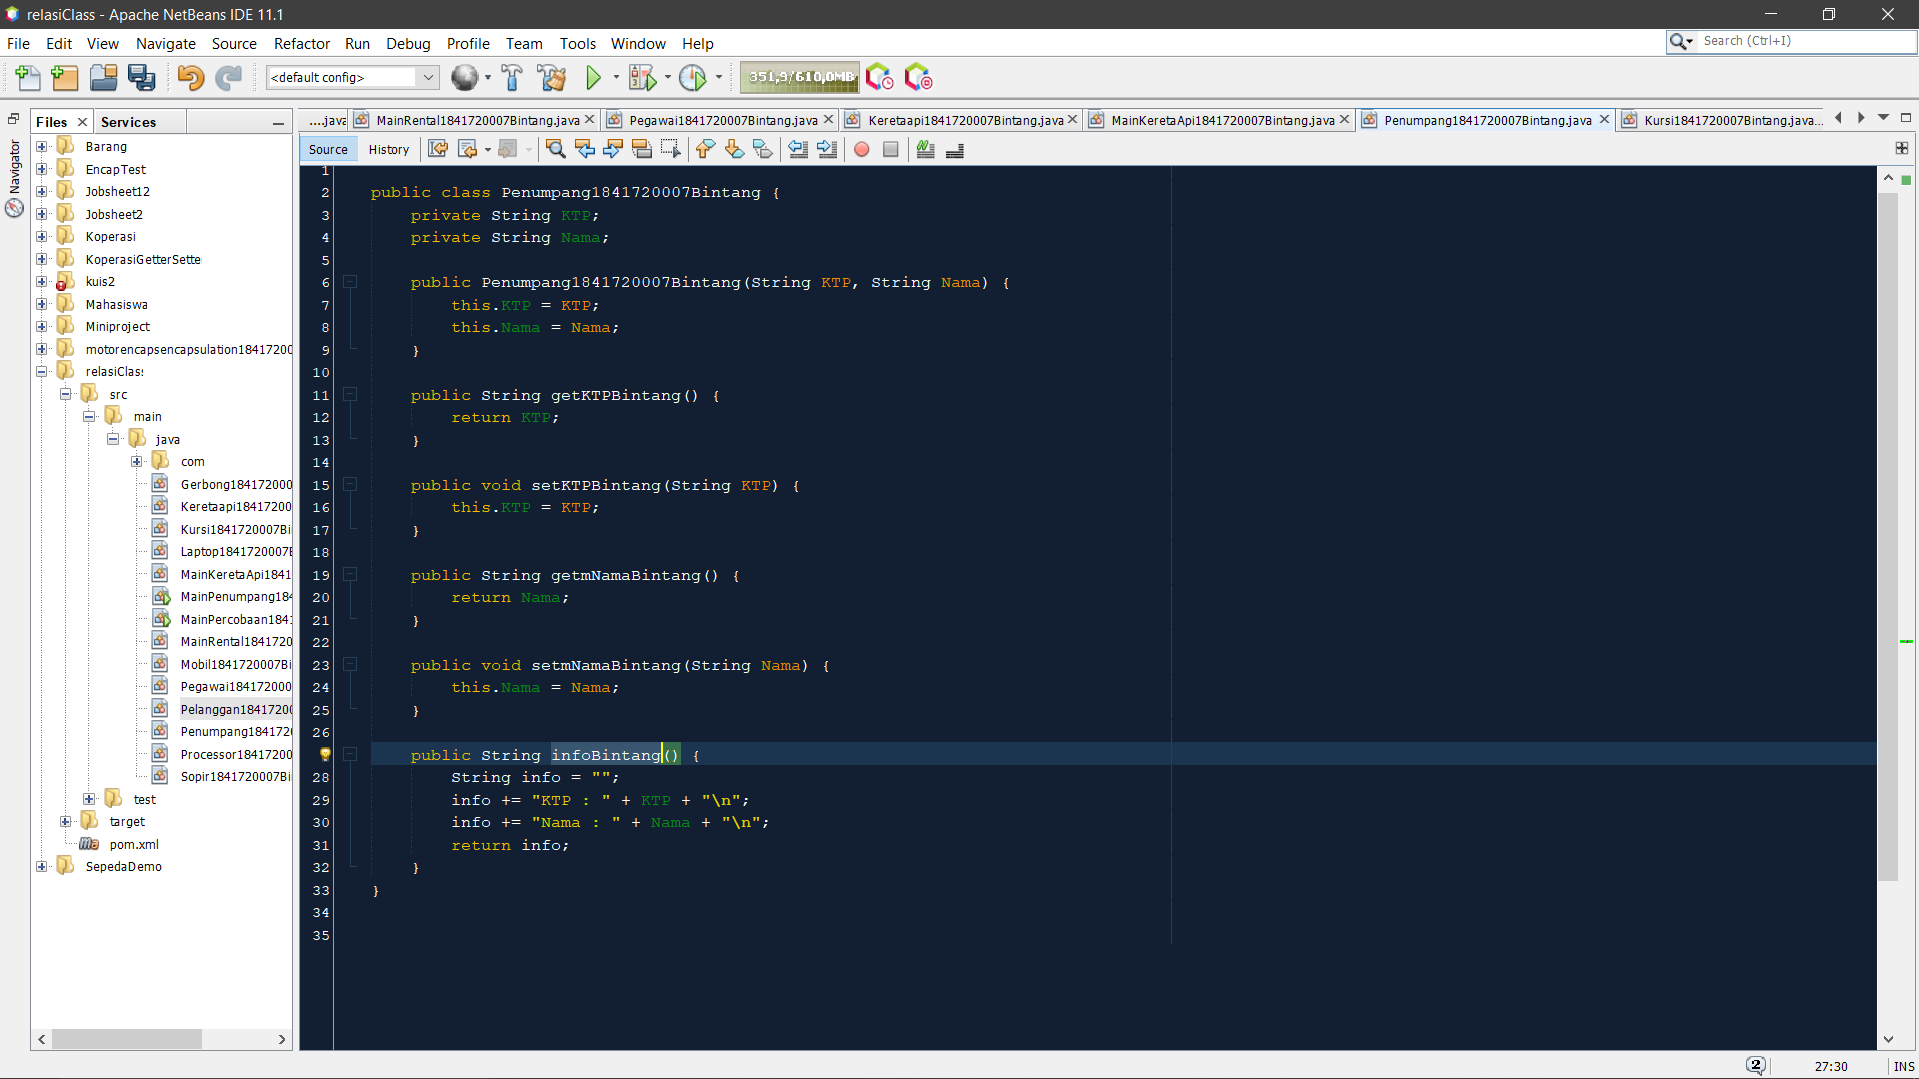 relasiClass - Apache NetBeans IDE 11.1
File Edit View Navigate Source Refactor Run Debug Profile Team Tools Window Help
Search (Ctrl+I)
<default config>
351,9/610,0MB
Files Services
Navigator
....java MainRental1841720007Bintang.java Pegawai1841720007Bintang.java Keretaapi1841720007Bintang.java MainKeretaApi1841720007Bintang.java Penumpang1841720007Bintang.java Kursi1841720007Bintang.java...
Source History
Barang
EncapTest
Jobsheet12
Jobsheet2
Koperasi
KoperasiGetterSette
kuis2
Mahasiswa
Miniproject
motorencapsencapsulation18417200
relasiClass
src
main
java
com
Gerbong184172000
Keretaapi18417200
Kursi1841720007Bi
Laptop1841720007B
MainKeretaApi1841
MainPenumpang184
MainPercobaan1841
MainRental1841720
Mobil1841720007Bi
Pegawai184172000
Pelanggan1841720
Penumpang184172
Processor18417200
Sopir1841720007Bi
test
target
pom.xml
SepedaDemo
1
2 public class Penumpang1841720007Bintang {
3 private String KTP;
4 private String Nama;
5
6 public Penumpang1841720007Bintang(String KTP, String Nama) {
7 this.KTP = KTP;
8 this.Nama = Nama;
9 }
10
11 public String getKTPBintang() {
12 return KTP;
13 }
14
15 public void setKTPBintang(String KTP) {
16 this.KTP = KTP;
17 }
18
19 public String getmNamaBintang() {
20 return Nama;
21 }
22
23 public void setmNamaBintang(String Nama) {
24 this.Nama = Nama;
25 }
26
public String infoBintang() {
28 String info = "";
29 info += "KTP : " + KTP + "\n";
30 info += "Nama : " + Nama + "\n";
31 return info;
32 }
33 }
34
35
2 27:30 INS